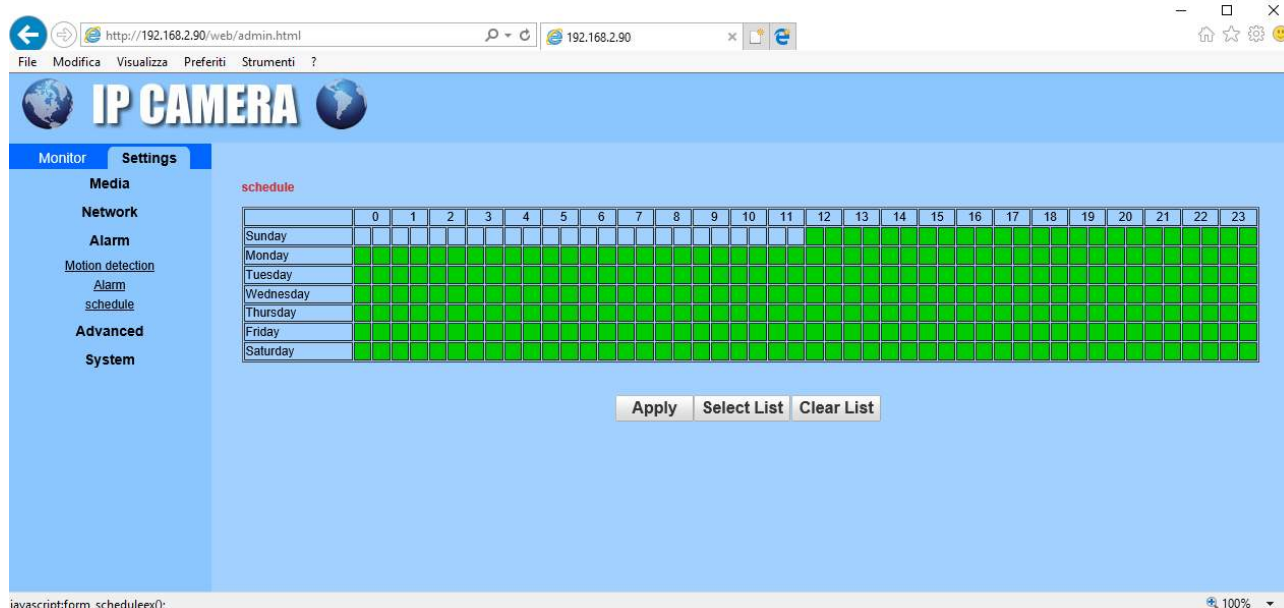 http://192.168.2.90/web/admin.html
192.168.2.90
File Modifica Visualizza Preferiti Strumenti ?
IP CAMERA
Monitor Settings
Media
Network
Alarm
Motion detection
Alarm
schedule
Advanced
System
schedule
0 1 2 3 4 5 6 7 8 9 10 11 12 13 14 15 16 17 18 19 20 21 22 23
Sunday
Monday
Tuesday
Wednesday
Thursday
Friday
Saturday
Apply Select List Clear List
javascript:form_scheduleex();
100%